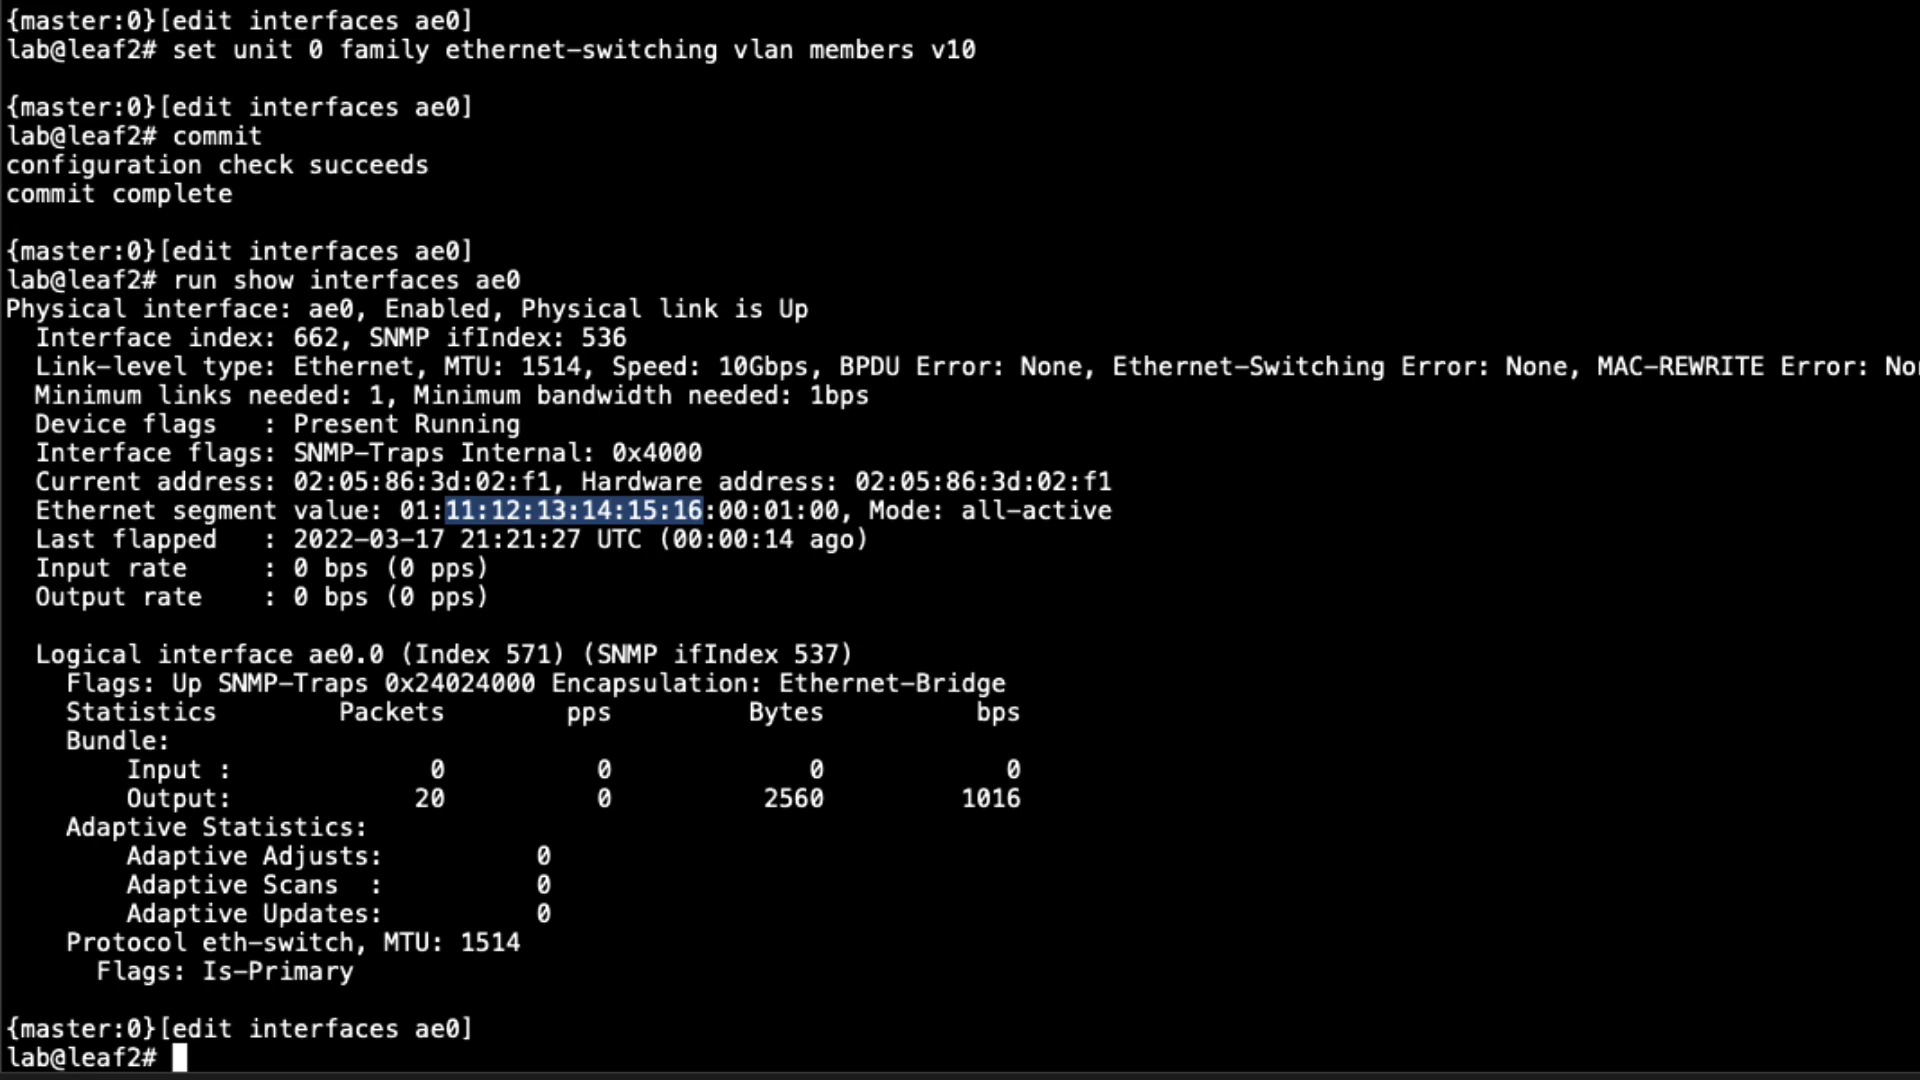 {master:0}[edit interfaces ae0]
lab@leaf2# set unit 0 family ethernet-switching vlan members v10
{master:0}[edit interfaces ae0]
lab@leaf2# commit
configuration check succeeds
commit complete
{master:0}[edit interfaces ae0]
lab@leaf2# run show interfaces ae0
Physical interface: ae0, Enabled, Physical link is Up
  Interface index: 662, SNMP ifIndex: 536
  Link-level type: Ethernet, MTU: 1514, Speed: 10Gbps, BPDU Error: None, Ethernet-Switching Error: None, MAC-REWRITE Error:
  Minimum links needed: 1, Minimum bandwidth needed: 1bps
  Device flags   : Present Running
  Interface flags: SNMP-Traps Internal: 0x4000
  Current address: 02:05:86:3d:02:f1, Hardware address: 02:05:86:3d:02:f1
  Ethernet segment value: 01:11:12:13:14:15:16:00:01:00, Mode: all-active
  Last flapped   : 2022-03-17 21:21:27 UTC (00:00:14 ago)
  Input rate     : 0 bps (0 pps)
  Output rate    : 0 bps (0 pps)
  Logical interface ae0.0 (Index 571) (SNMP ifIndex 537)
    Flags: Up SNMP-Traps 0x24024000 Encapsulation: Ethernet-Bridge
    Statistics        Packets        pps         Bytes          bps
    Bundle:
        Input :             0          0             0            0
        Output:            20          0          2560         1016
    Adaptive Statistics:
        Adaptive Adjusts:          0
        Adaptive Scans  :          0
        Adaptive Updates:          0
    Protocol eth-switch, MTU: 1514
      Flags: Is-Primary
{master:0}[edit interfaces ae0]
lab@leaf2#